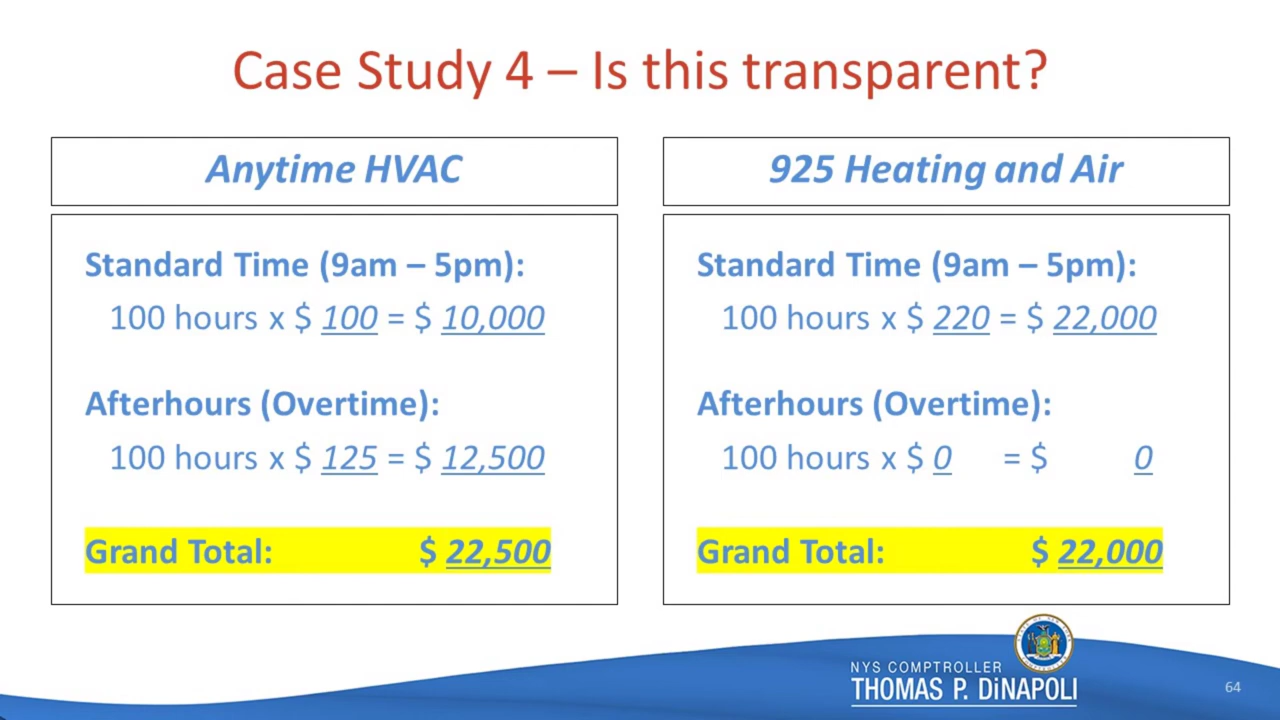 Case Study 4 – Is this transparent?
Anytime HVAC
Standard Time (9am – 5pm):
100 hours x $ 100 = $ 10,000
Afterhours (Overtime):
100 hours x $ 125 = $ 12,500
Grand Total: $ 22,500
925 Heating and Air
Standard Time (9am – 5pm):
100 hours x $ 220 = $ 22,000
Afterhours (Overtime):
100 hours x $ 0 = $ 0
Grand Total: $ 22,000
NYS COMPTROLLER
THOMAS P. DiNAPOLI
64